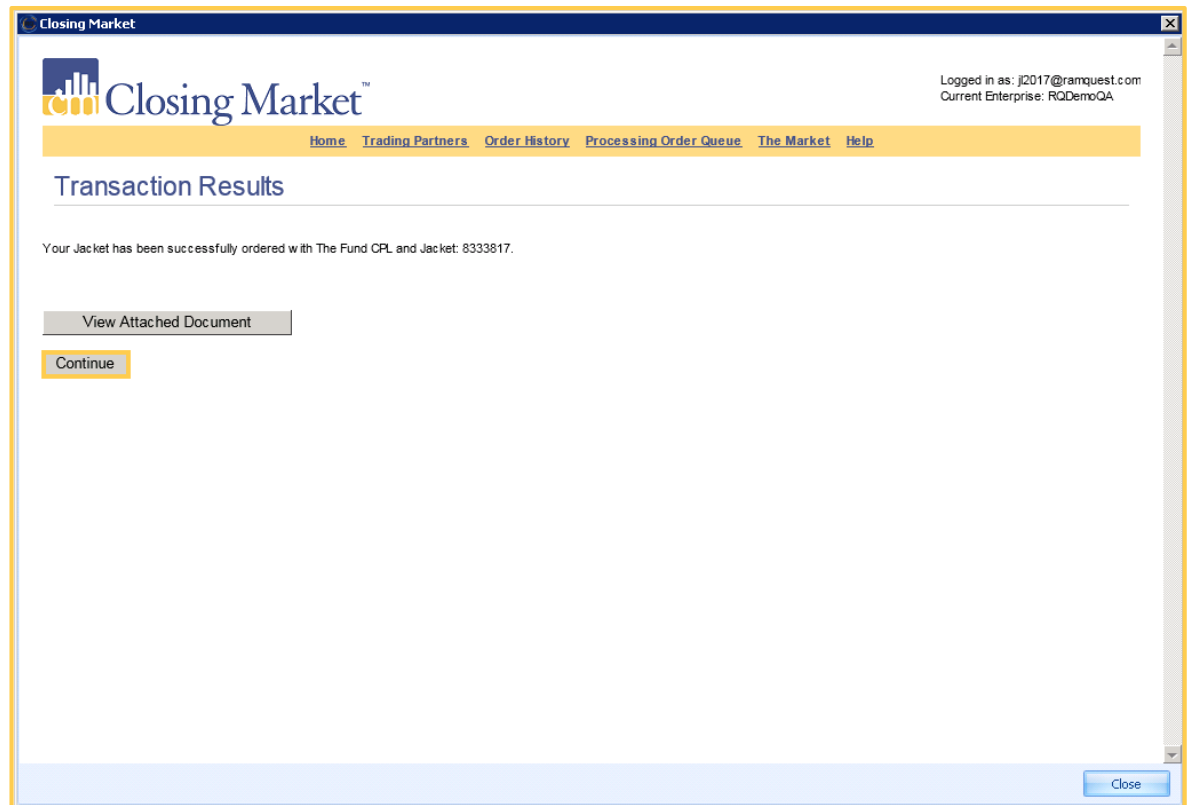 Closing Market
cm Closing Market™
Logged in as: jl2017@ramquest.com
Current Enterprise: RQDemoQA
Home Trading Partners Order History Processing Order Queue The Market Help
Transaction Results
Your Jacket has been successfully ordered with The Fund CPL and Jacket: 8333817.
View Attached Document
Continue
Close